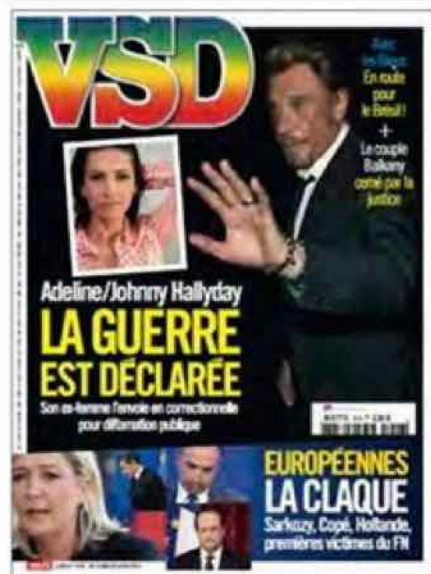 VSD
Avec
les Bleus
En route
pour
le Brésil !
+
Le couple
Balkany
cerné par la
justice
Adeline/Johnny Hallyday
LA GUERRE
EST DÉCLARÉE
Son ex-femme l'envoie en correctionnelle
pour diffamation publique
EUROPÉENNES
LA CLAQUE
Sarkozy, Copé, Hollande,
premières victimes du FN